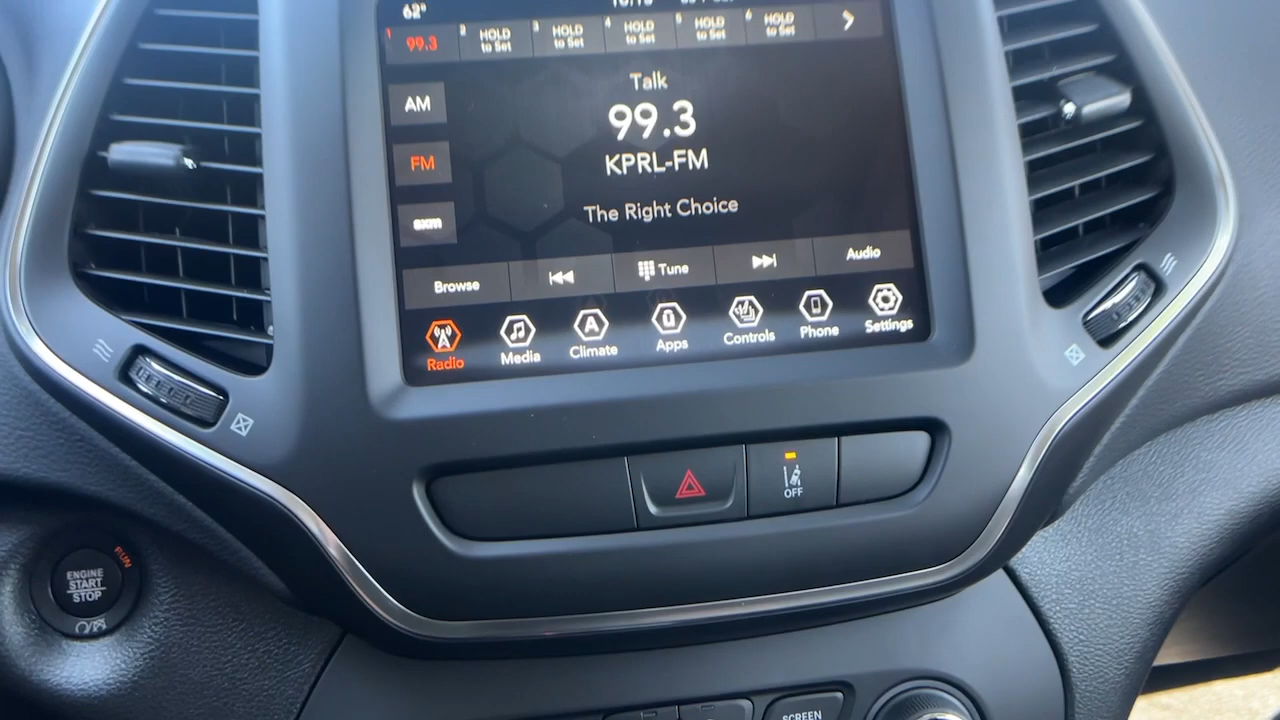 62°
1 99.3
2 HOLD to Set
3 HOLD to Set
4 HOLD to Set
5 HOLD to Set
6 HOLD to Set
Talk
AM
99.3
FM
KPRL-FM
sxm
The Right Choice
Browse
Tune
Audio
Radio
Media
A
Climate
Apps
Controls
Phone
Settings
OFF
RUN
ENGINE
START
STOP
SCREEN